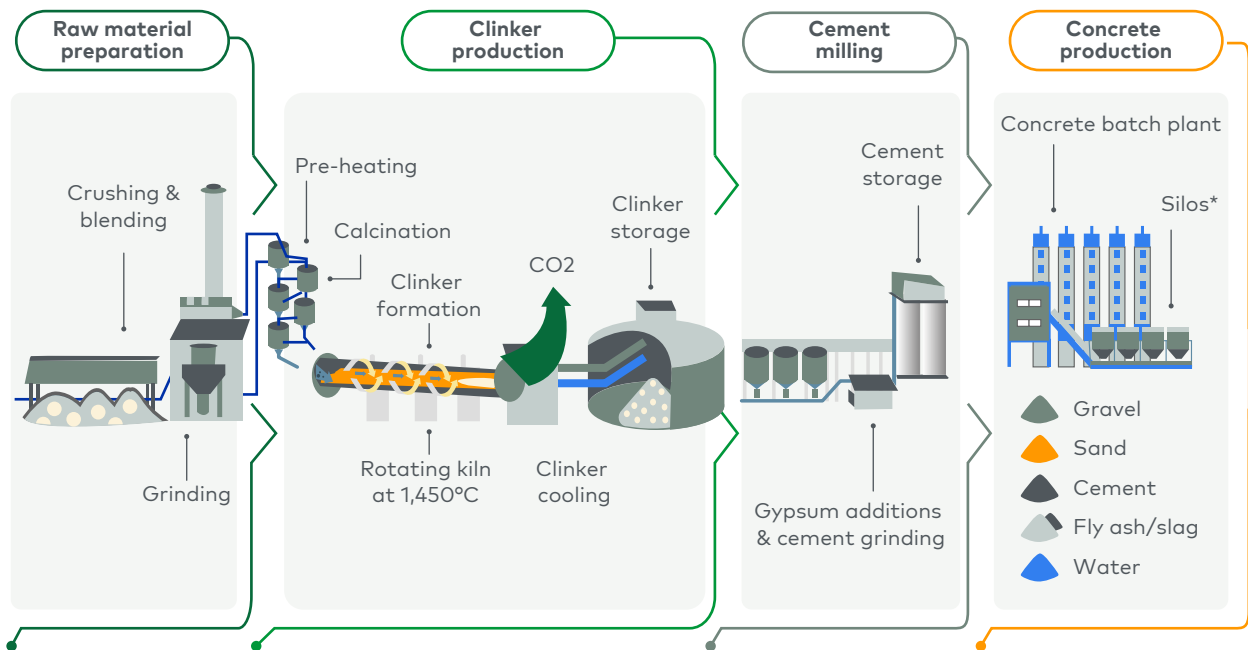 Raw material
preparation
Clinker
production
Cement
milling
Concrete
production
Crushing &
blending
Grinding
Pre-heating
Calcination
Clinker
formation
CO2
Clinker
storage
Rotating kiln
at 1,450°C
Clinker
cooling
Cement
storage
Gypsum additions
& cement grinding
Concrete batch plant
Silos*
Gravel
Sand
Cement
Fly ash/slag
Water